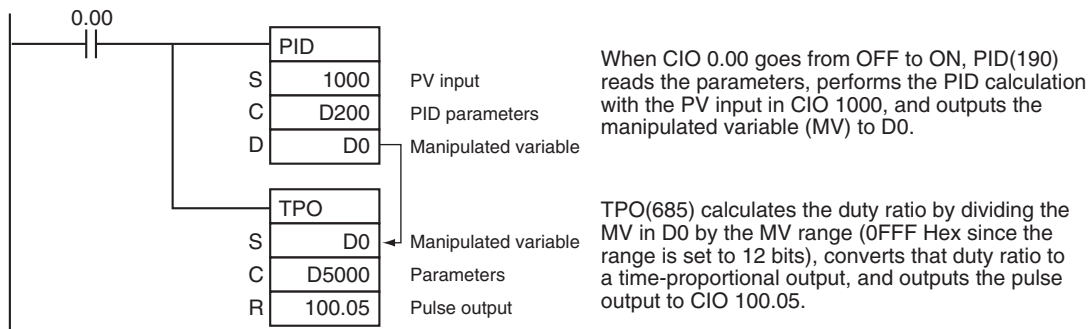 0.00
PID
S 1000 PV input
C D200 PID parameters
D D0 Manipulated variable
When CIO 0.00 goes from OFF to ON, PID(190)
reads the parameters, performs the PID calculation
with the PV input in CIO 1000, and outputs the
manipulated variable (MV) to D0.
TPO
S D0 Manipulated variable
C D5000 Parameters
R 100.05 Pulse output
TPO(685) calculates the duty ratio by dividing the
MV in D0 by the MV range (0FFF Hex since the
range is set to 12 bits), converts that duty ratio to
a time-proportional output, and outputs the pulse
output to CIO 100.05.